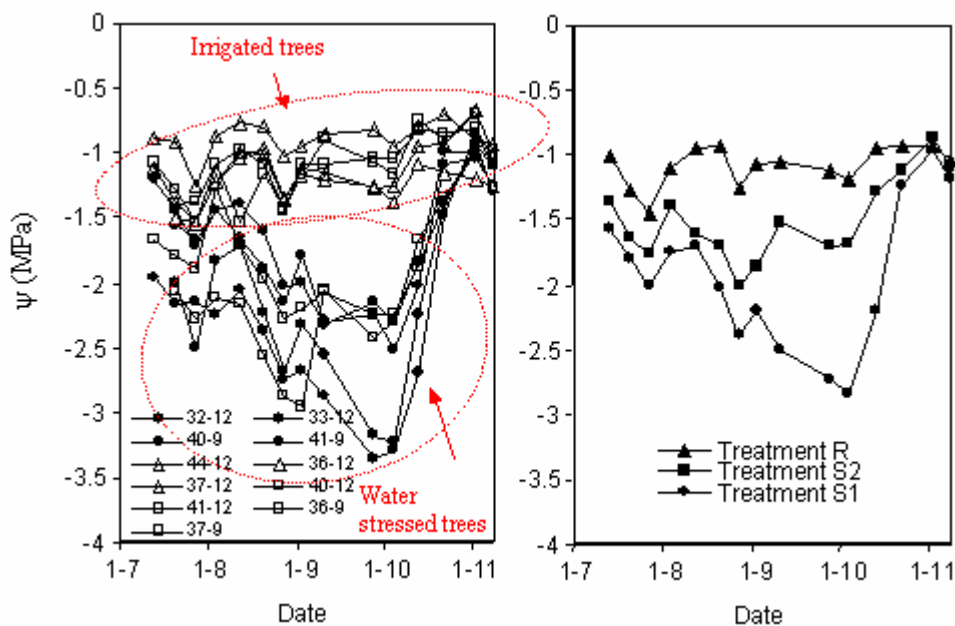 0
-0.5
-1
-1.5
-2
-2.5
-3
-3.5
-4
ψ (MPa)
Irrigated trees
32-12 33-12
40-9 41-9
44-12 36-12
37-12 40-12
41-12 36-9
37-9
Water
stressed trees
1-7 1-8 1-9 1-10 1-11
Date
0
-0.5
-1
-1.5
-2
-2.5
-3
-3.5
-4
Treatment R
Treatment S2
Treatment S1
1-7 1-8 1-9 1-10 1-11
Date